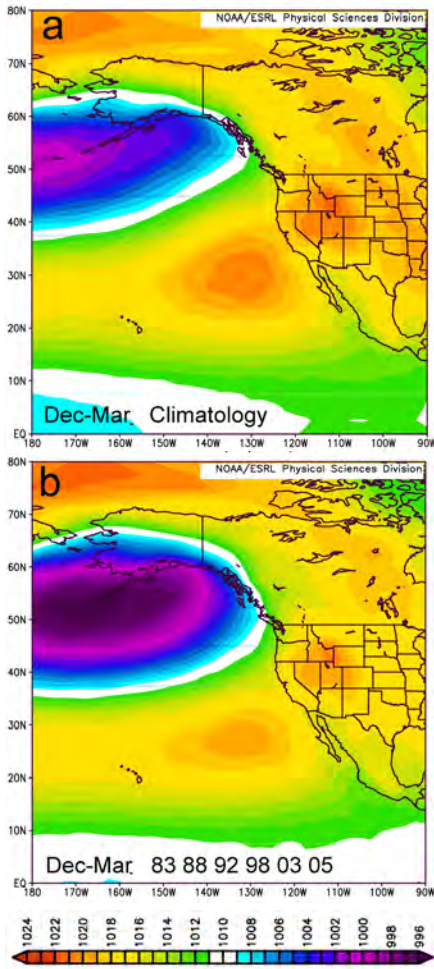 NOAA/ESRL Physical Sciences Division
a
80N
70N
60N
50N
40N
30N
20N
10N
EQ
Dec-Mar Climatology
180 170W 160W 150W 140W 130W 120W 110W 100W 90W
NOAA/ESRL Physical Sciences Division
b
80N
70N
60N
50N
40N
30N
20N
10N
EQ
Dec-Mar 83 88 92 98 03 05
180 170W 160W 150W 140W 130W 120W 110W 100W 90W
1024 1022 1020 1018 1016 1014 1012 1010 1008 1006 1004 1002 1000 998 996